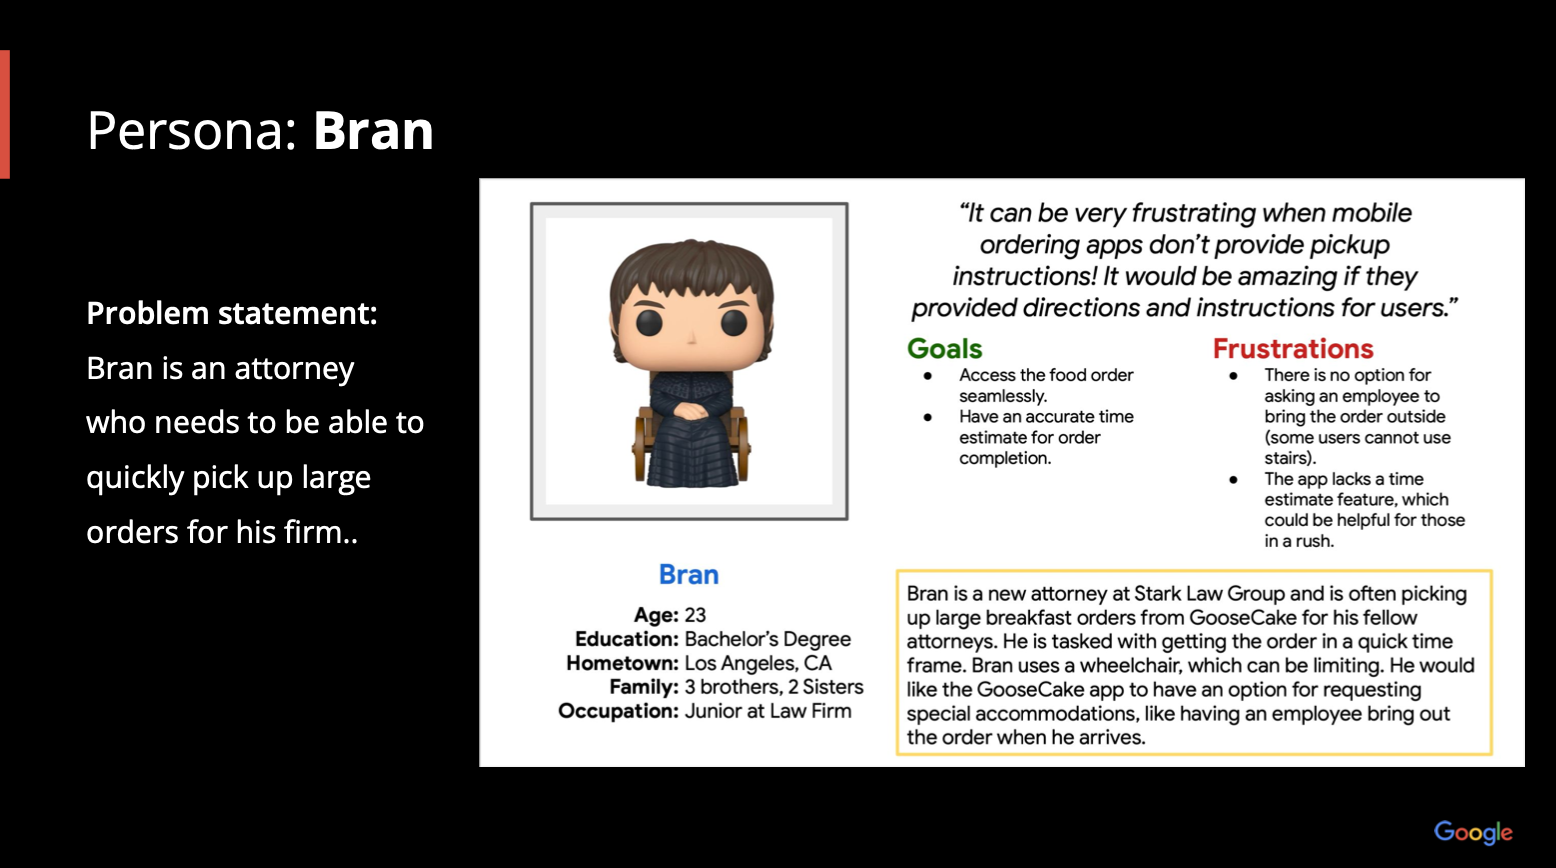 Persona: Bran
Problem statement:
Bran is an attorney
who needs to be able to
quickly pick up large
orders for his firm..
“It can be very frustrating when mobile
ordering apps don’t provide pickup
instructions! It would be amazing if they
provided directions and instructions for users.”
Goals
● Access the food order
seamlessly.
● Have an accurate time
estimate for order
completion.
Frustrations
● There is no option for
asking an employee to
bring the order outside
(some users cannot use
stairs).
● The app lacks a time
estimate feature, which
could be helpful for those
in a rush.
Bran
Age: 23
Education: Bachelor’s Degree
Hometown: Los Angeles, CA
Family: 3 brothers, 2 Sisters
Occupation: Junior at Law Firm
Bran is a new attorney at Stark Law Group and is often picking
up large breakfast orders from GooseCake for his fellow
attorneys. He is tasked with getting the order in a quick time
frame. Bran uses a wheelchair, which can be limiting. He would
like the GooseCake app to have an option for requesting
special accommodations, like having an employee bring out
the order when he arrives.
Google